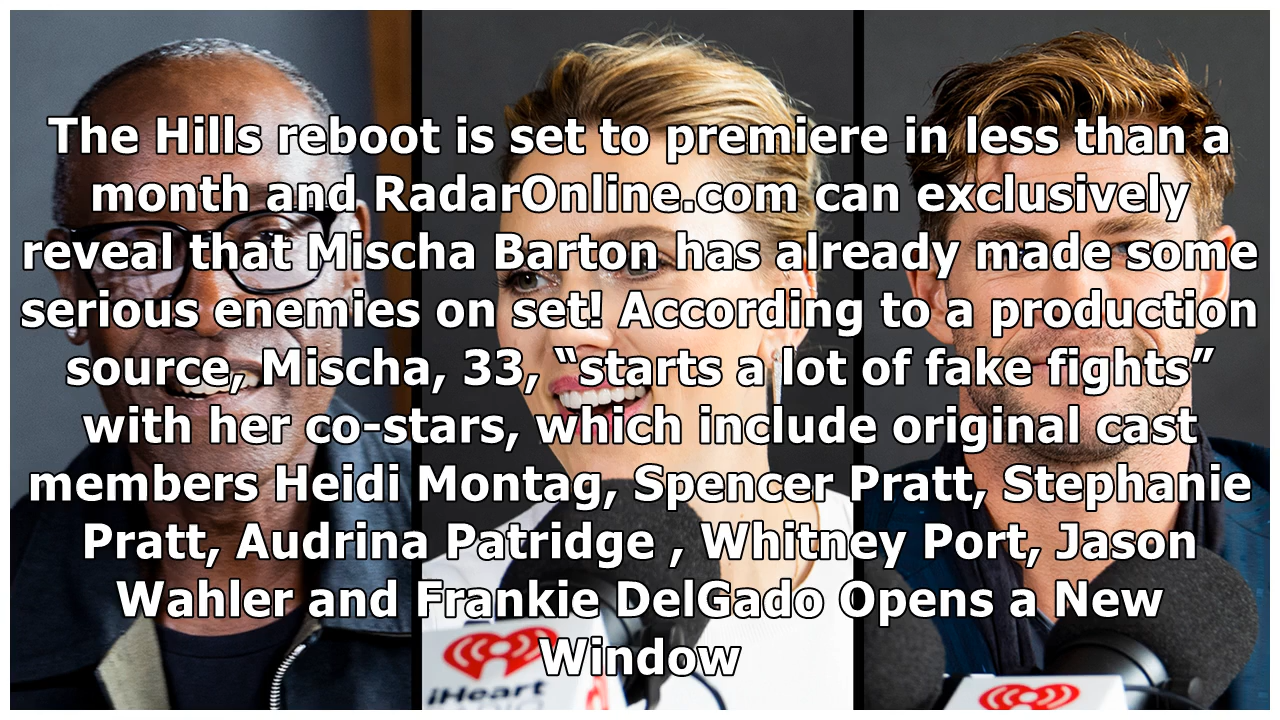 The Hills reboot is set to premiere in less than a
month and RadarOnline.com can exclusively
reveal that Mischa Barton has already made some
serious enemies on set! According to a production
source, Mischa, 33, “starts a lot of fake fights”
with her co-stars, which include original cast
members Heidi Montag, Spencer Pratt, Stephanie
Pratt, Audrina Patridge , Whitney Port, Jason
Wahler and Frankie DelGado Opens a New
Window
iHeart